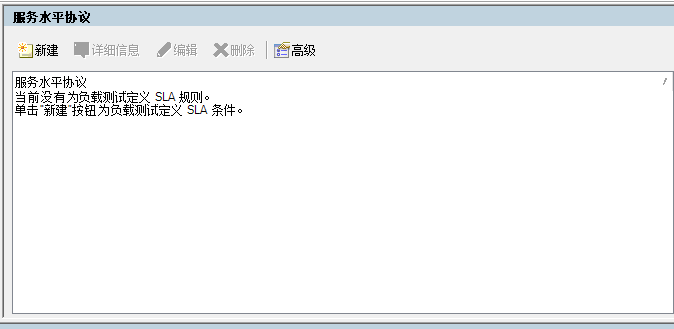 服务水平协议
新建 详细信息 编辑 删除 高级
服务水平协议
当前没有为负载测试定义 SLA 规则。
单击"新建"按钮为负载测试定义 SLA 条件。